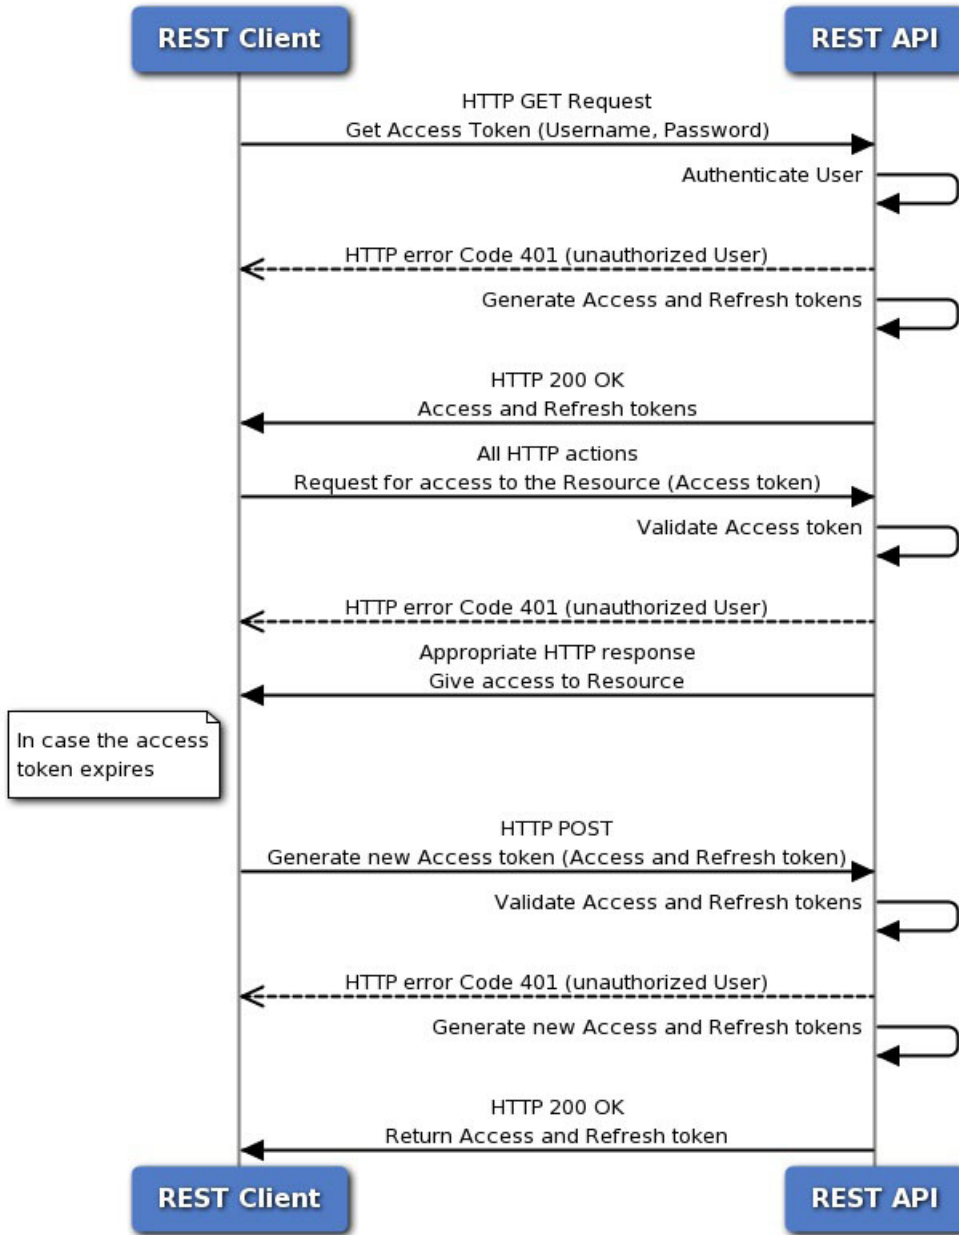 REST Client
REST API
HTTP GET Request
Get Access Token (Username, Password)
Authenticate User
HTTP error Code 401 (unauthorized User)
Generate Access and Refresh tokens
HTTP 200 OK
Access and Refresh tokens
All HTTP actions
Request for access to the Resource (Access token)
Validate Access token
HTTP error Code 401 (unauthorized User)
Appropriate HTTP response
Give access to Resource
In case the access
token expires
HTTP POST
Generate new Access token (Access and Refresh token)
Validate Access and Refresh tokens
HTTP error Code 401 (unauthorized User)
Generate new Access and Refresh tokens
HTTP 200 OK
Return Access and Refresh token
REST Client
REST API